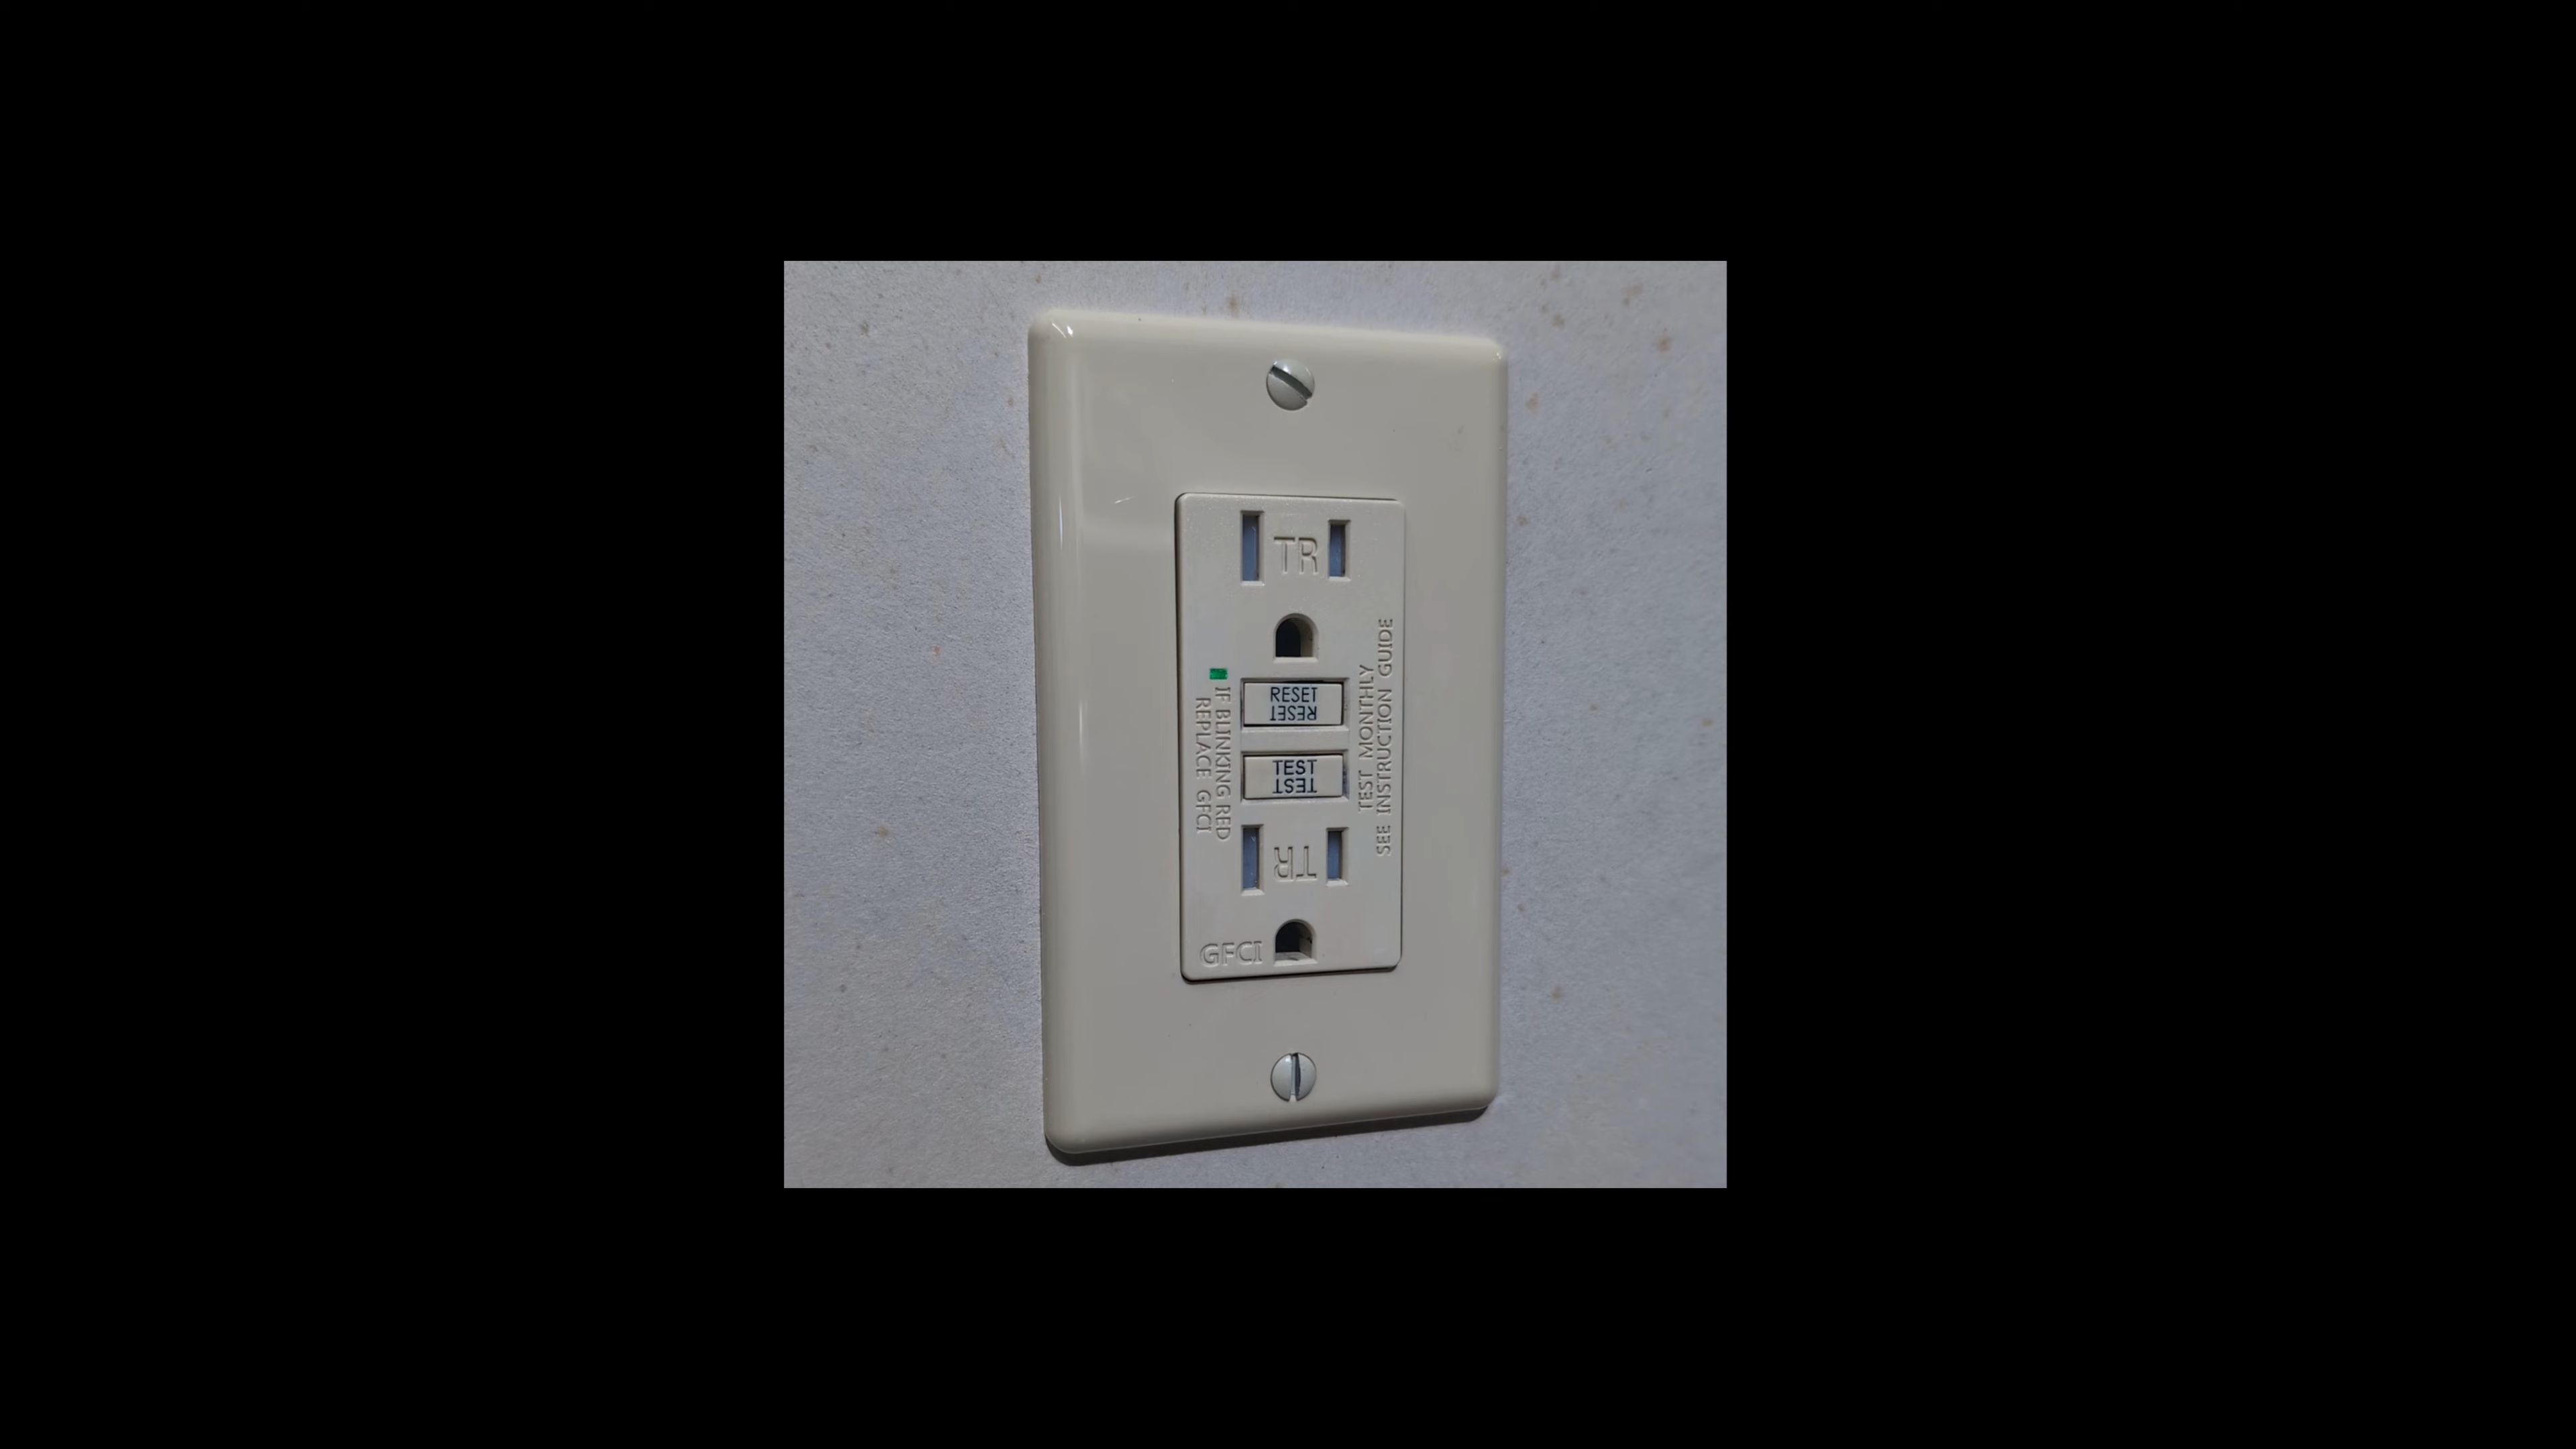 TR
RESET
RESET
IF BLINKING RED
REPLACE GFCI
TEST MONTHLY
SEE INSTRUCTION GUIDE
TEST
TEST
TR
GFCI